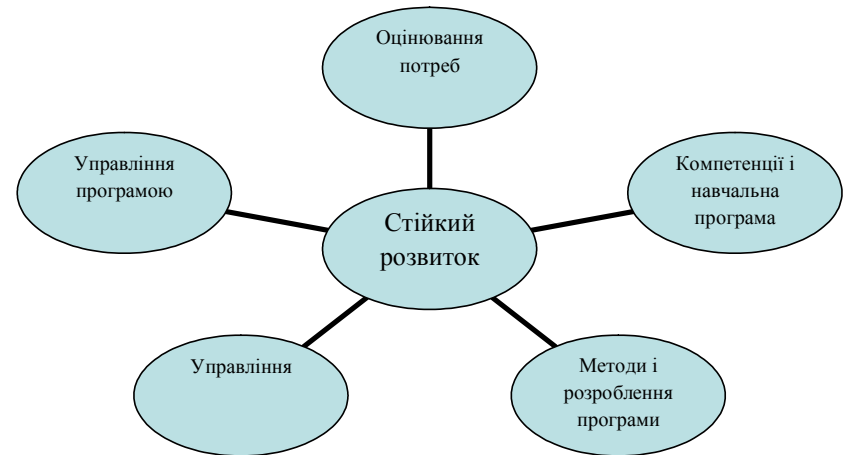 Оцінювання
потреб
Управління
програмою
Компетенції і
навчальна
програма
Стійкий
розвиток
Управління
Методи і
розроблення
програми